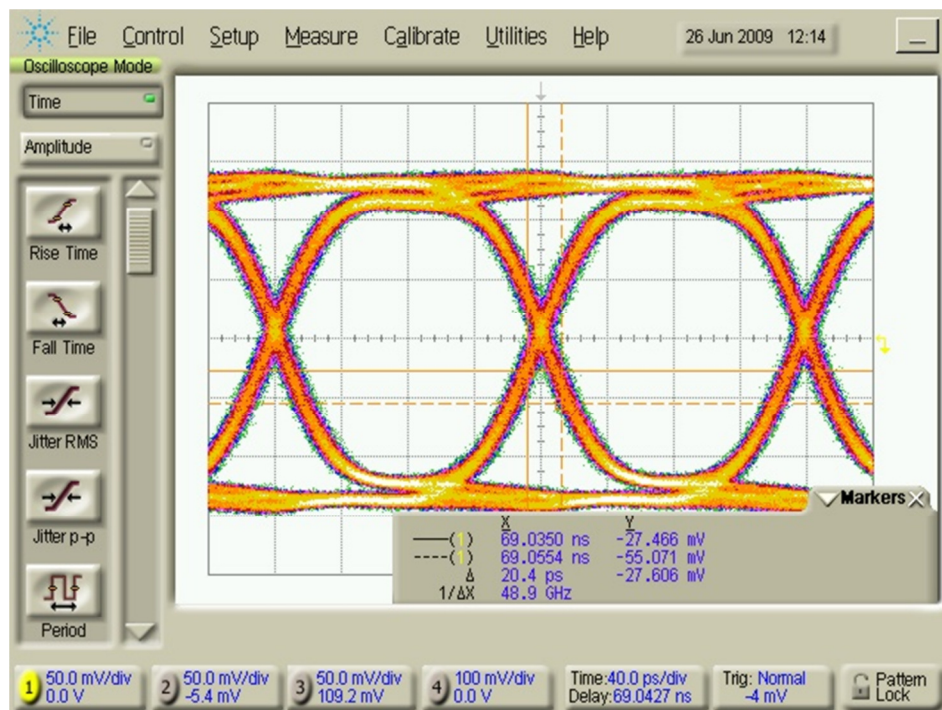 File Control Setup Measure Calibrate Utilities Help 26 Jun 2009 12:14
Oscilloscope Mode
Time
Amplitude
Rise Time
Fall Time
Jitter RMS
Jitter p-p
Period
Markers
X Y
(1) 69.0350 ns -27.466 mV
(1) 69.0554 ns -55.071 mV
Δ 20.4 ps -27.606 mV
1/ΔX 48.9 GHz
1 50.0 mV/div 0.0 V
2 50.0 mV/div -5.4 mV
3 50.0 mV/div 109.2 mV
4 100 mV/div 0.0 V
Time:40.0 ps/div
Delay:69.0427 ns
Trig: Normal
-4 mV
Pattern
Lock